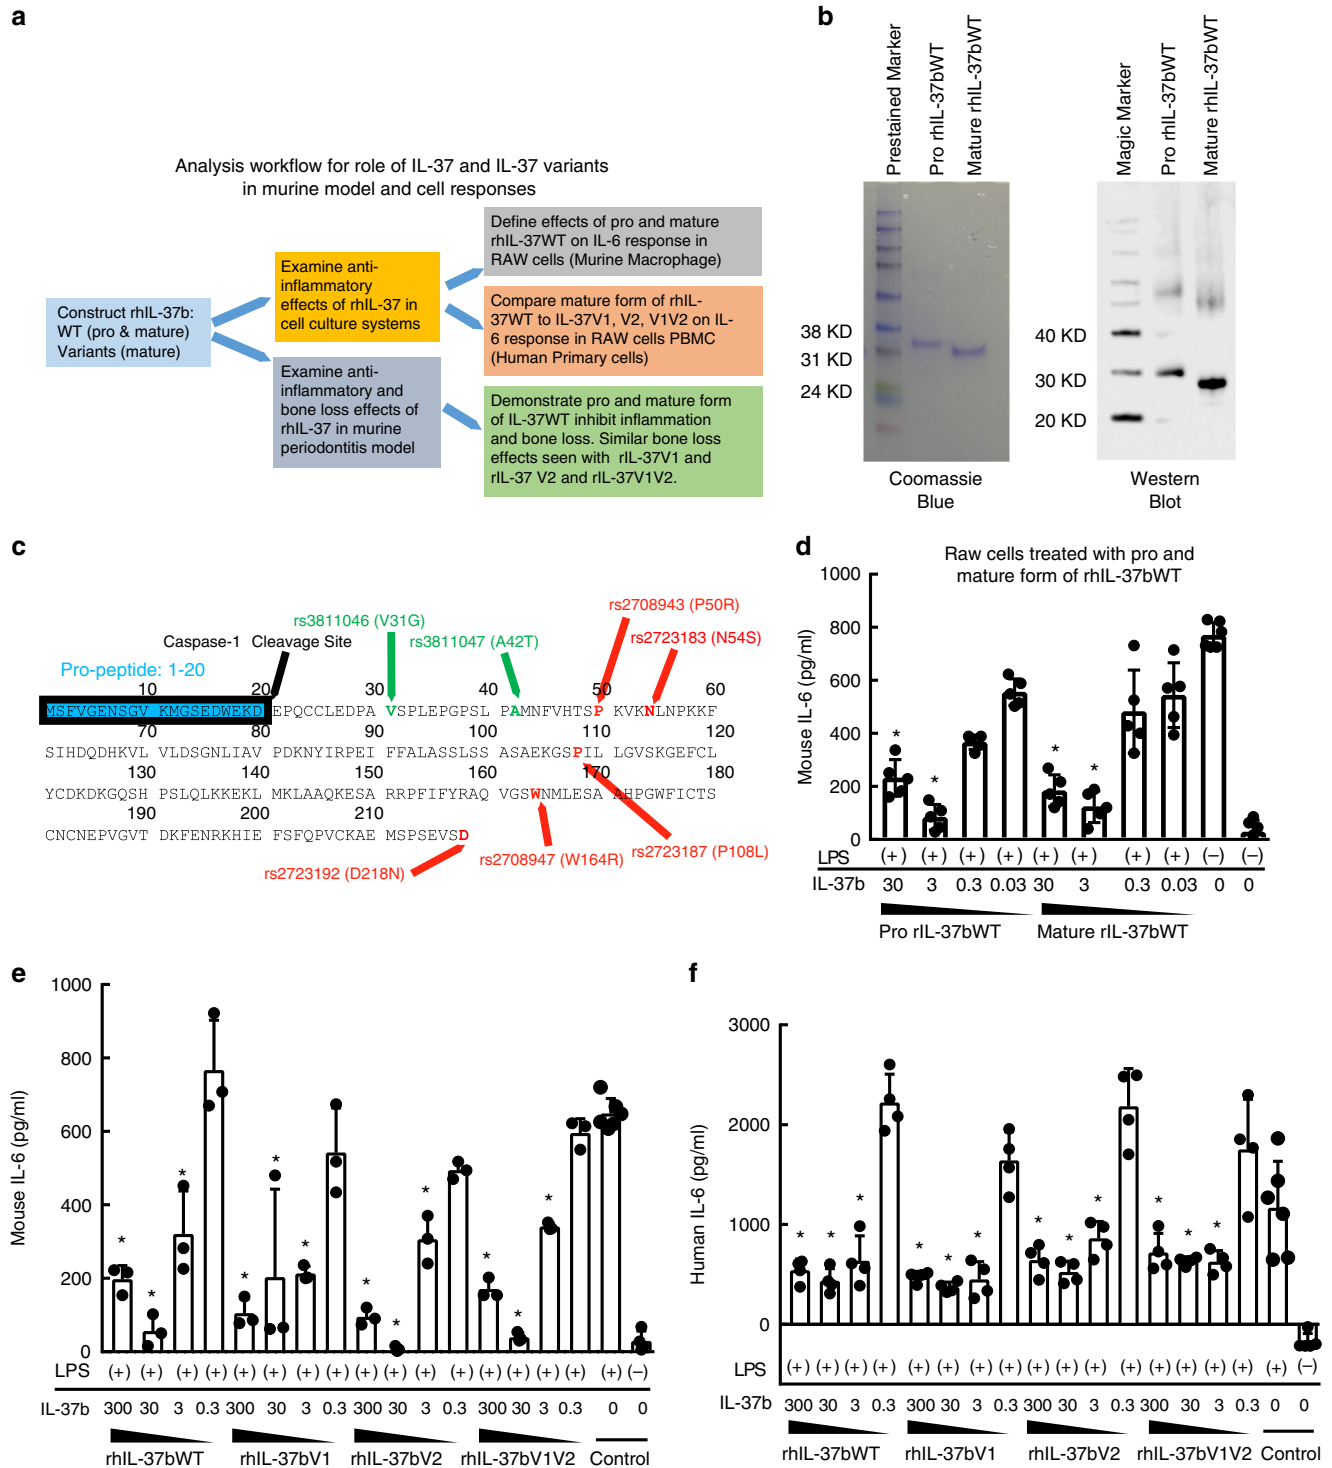 a
Analysis workflow for role of IL-37 and IL-37 variants
in murine model and cell responses
Construct rhIL-37b:
WT (pro & mature)
Variants (mature)
Examine anti-
inflammatory
effects of rhIL-37 in
cell culture systems
Examine anti-
inflammatory and
bone loss effects of
rhIL-37 in murine
periodontitis model
Define effects of pro and mature
rhIL-37WT on IL-6 response in
RAW cells (Murine Macrophage)
Compare mature form of rhIL-
37WT to IL-37V1, V2, V1V2 on IL-
6 response in RAW cells PBMC
(Human Primary cells)
Demonstrate pro and mature form
of IL-37WT inhibit inflammation
and bone loss. Similar bone loss
effects seen with rIL-37V1 and
rIL-37 V2 and rIL-37V1V2.
b
Prestained Marker
Pro rhIL-37bWT
Mature rhIL-37bWT
38 KD
31 KD
24 KD
Coomassie
Blue
Magic Marker
Pro rhIL-37bWT
Mature rhIL-37bWT
40 KD
30 KD
20 KD
Western
Blot
c
rs2708943 (P50R)
rs3811046 (V31G)
rs3811047 (A42T)
rs2723183 (N54S)
Caspase-1 Cleavage Site
Pro-peptide: 1-20
10 20 30 40 50 60
MSFVGENSGV KMGSEDWEKD EPQCCLEDPA VSPLEPGPSL PAMNFVHTSP KVKNLNPKKF
70 80 90 100 110 120
SIHDQDHKVL VLDSGNLIAV PDKNYIRPEI FFALASSLSS ASAEKGSPIL LGVSKGEFCL
130 140 150 160 170 180
YCDKDKGQSH PSLQLKKEKL MKLAAQKESA RRPFIFYRAQ VGSWNMLESA AHPGWFICTS
190 200 210
CNCNEPVGVT DKFENRKHIE FSFQPVCKAE MSPSEVSD
rs2723192 (D218N)
rs2708947 (W164R)
rs2723187 (P108L)
d
Raw cells treated with pro and
mature form of rhIL-37bWT
Mouse IL-6 (pg/ml)
1000
800
600
400
200
0
* * * *
LPS (+) (+) (+) (+) (+) (+) (+) (+) (−) (−)
IL-37b 30 3 0.3 0.03 30 3 0.3 0.03 0 0
Pro rIL-37bWT Mature rIL-37bWT
e
Mouse IL-6 (pg/ml)
1000
800
600
400
200
0
* * * * * * * * * * * *
LPS (+) (+) (+) (+) (+) (+) (+) (+) (+) (+) (+) (+) (+) (+) (+) (+) (+) (−)
IL-37b 300 30 3 0.3 300 30 3 0.3 300 30 3 0.3 300 30 3 0.3 0 0
rhIL-37bWT rhIL-37bV1 rhIL-37bV2 rhIL-37bV1V2 Control
f
Human IL-6 (pg/ml)
3000
2000
1000
0
* * * * * * * * * * * *
LPS (+) (+) (+) (+) (+) (+) (+) (+) (+) (+) (+) (+) (+) (+) (+) (+) (+) (−)
IL-37b 300 30 3 0.3 300 30 3 0.3 300 30 3 0.3 300 30 3 0.3 0 0
rhIL-37bWT rhIL-37bV1 rhIL-37bV2 rhIL-37bV1V2 Control